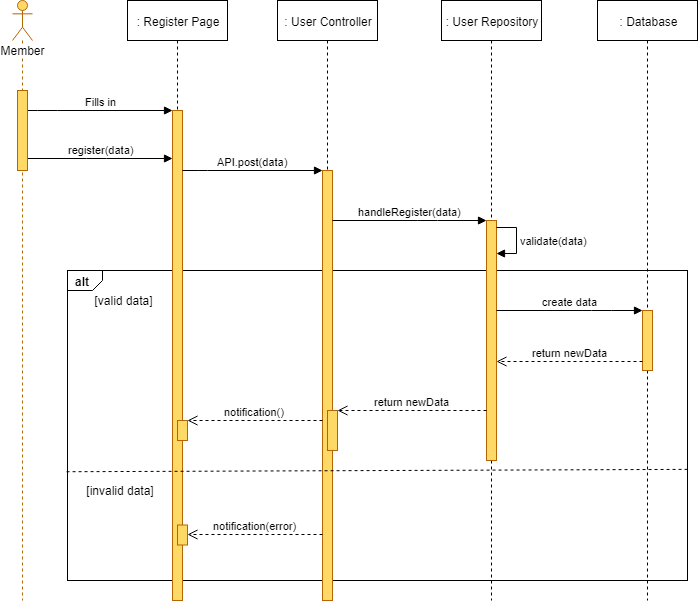 : Register Page
: User Controller
: User Repository
: Database
Member
Fills in
register(data)
API.post(data)
handleRegister(data)
validate(data)
alt
[valid data]
create data
return newData
return newData
notification()
[invalid data]
notification(error)